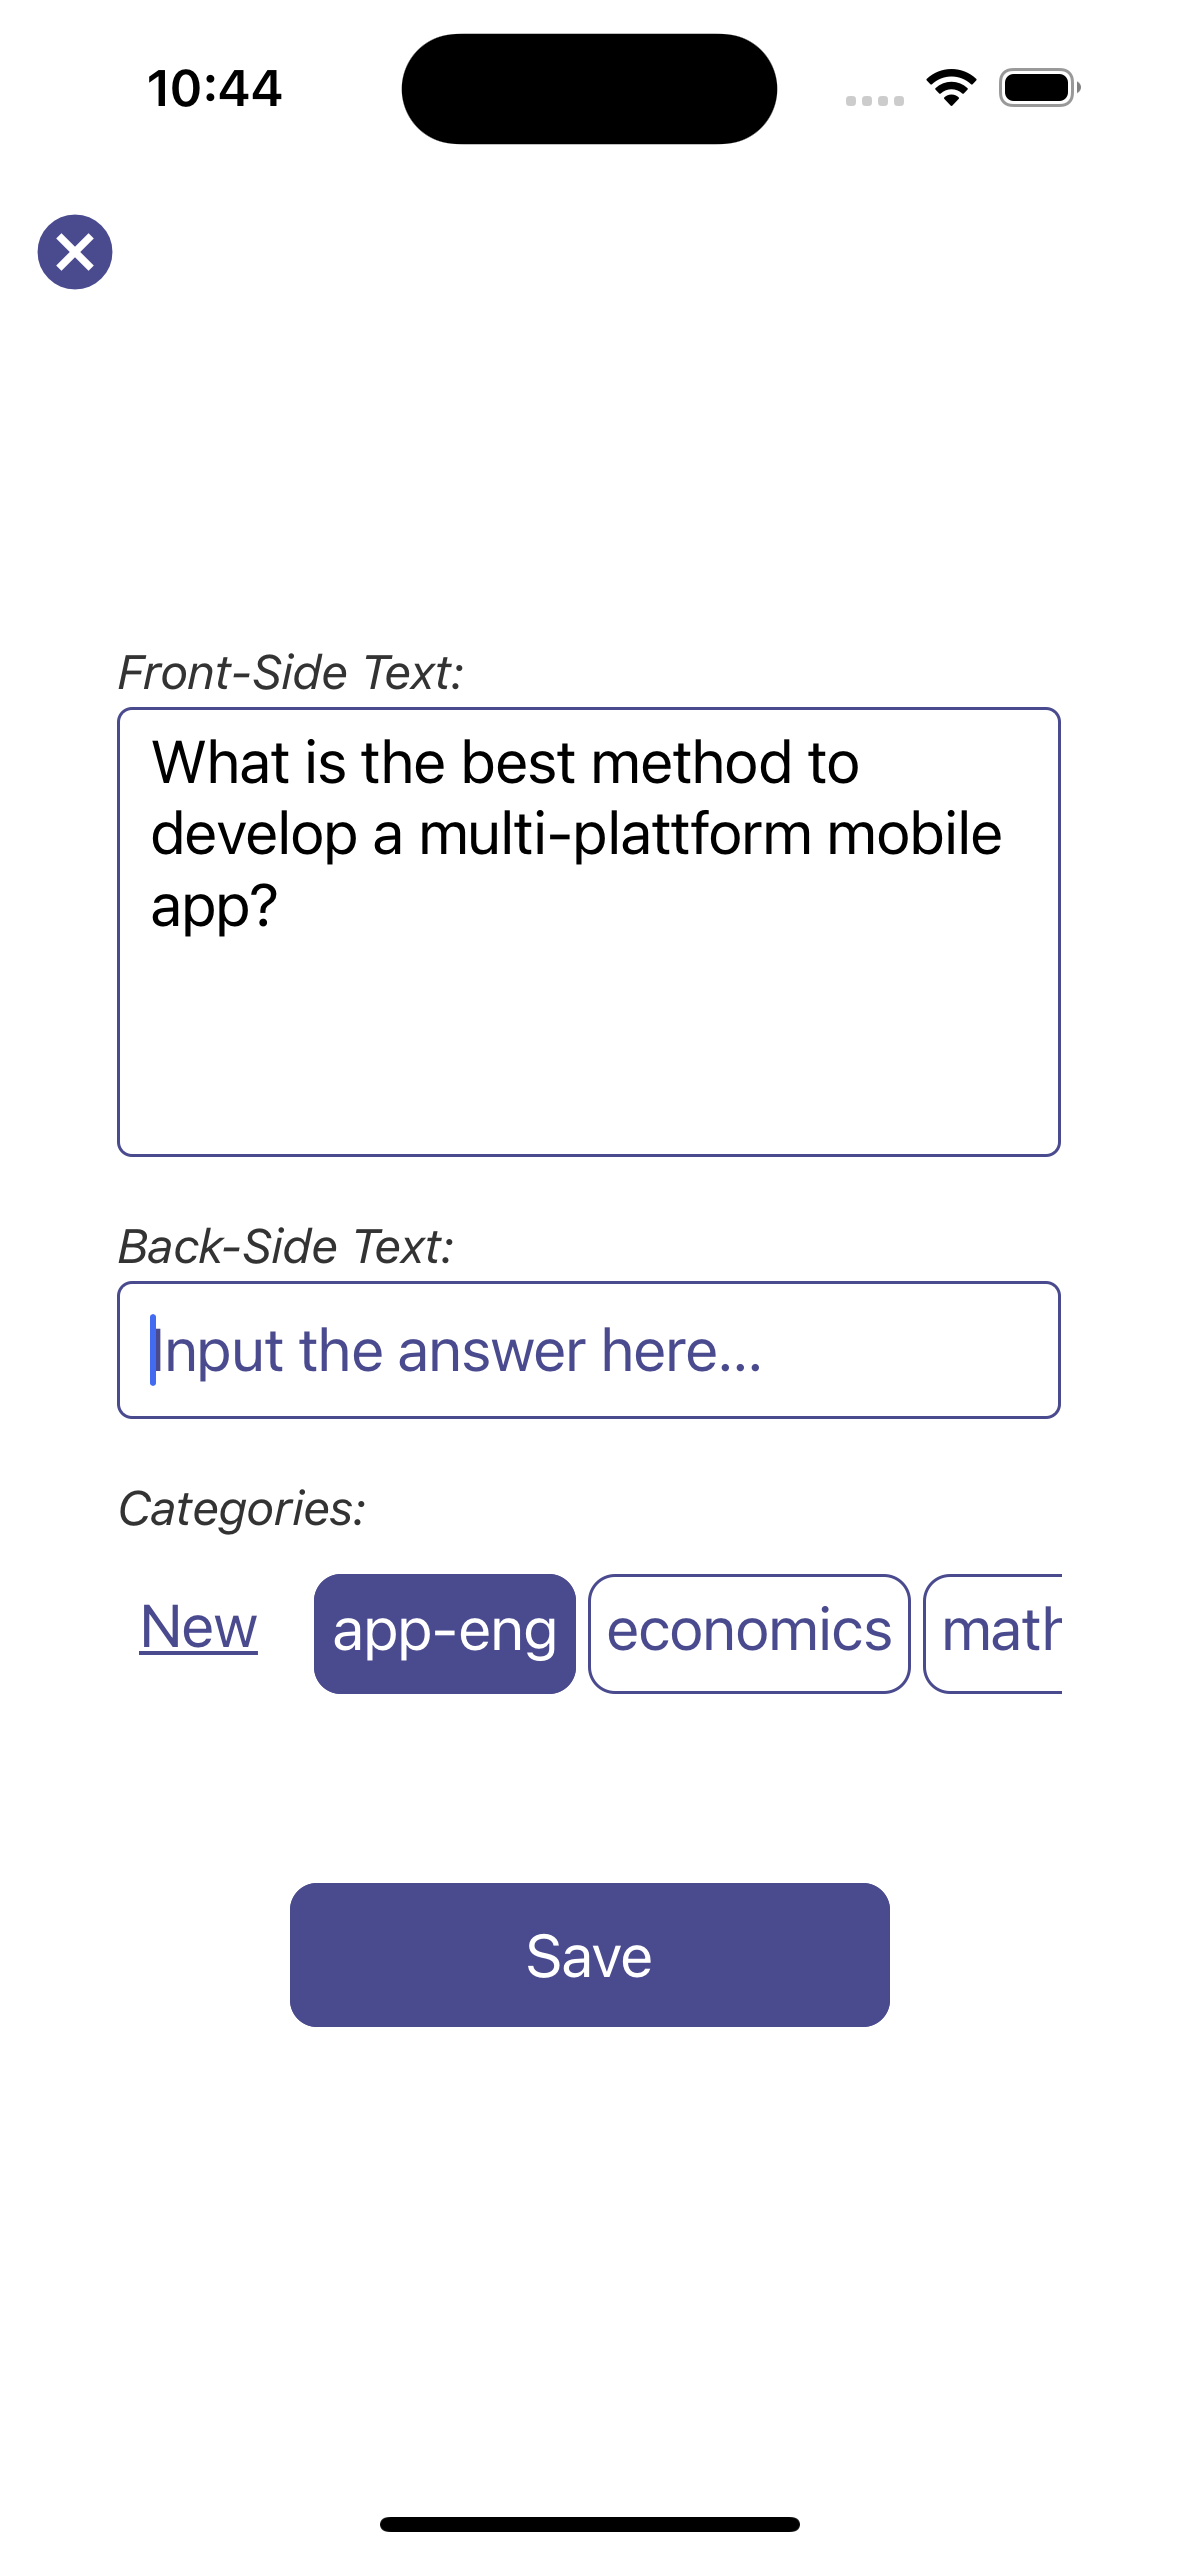 10:44
Front-Side Text:
What is the best method to
develop a multi-plattform mobile
app?
Back-Side Text:
Input the answer here...
Categories:
New app-eng economics math
Save